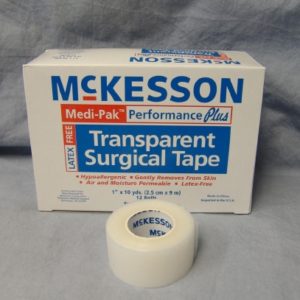 McKESSON
Medi-Pak™ Performance Plus
LATEX FREE
Transparent
Surgical Tape
• Hypoallergenic • Gently Removes From Skin
• Air and Moisture Permeable • Latex-Free
1" x 10 yds. (2.5 cm x 9 m)
12 Rolls
McKESSON